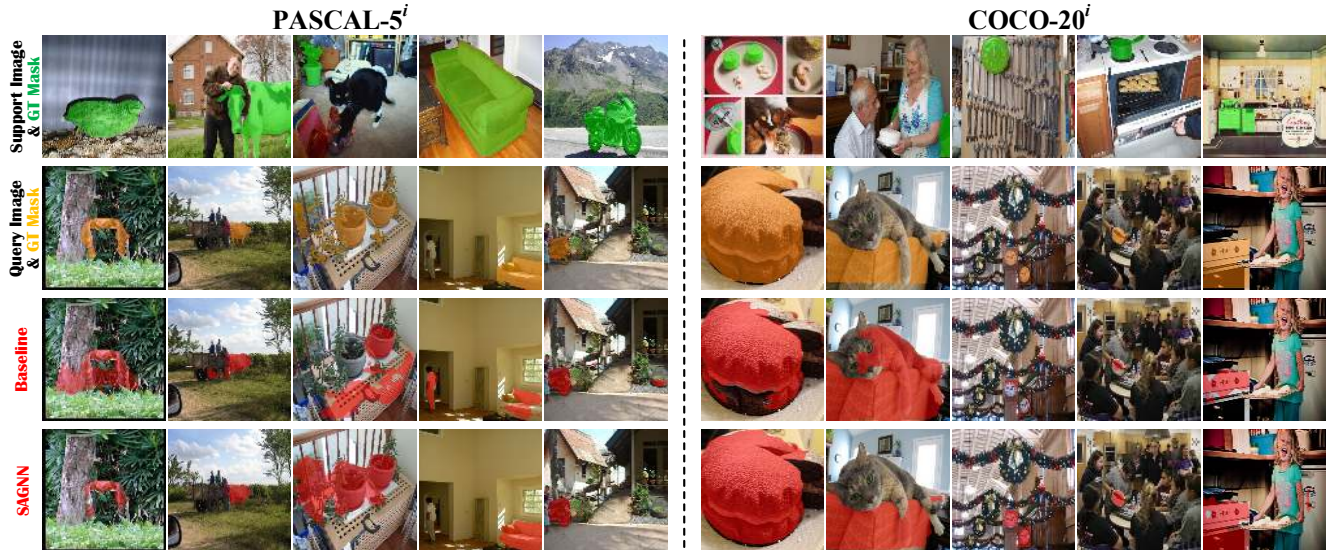 PASCAL-5^i
COCO-20^i
Support Image
& GT Mask
Query Image
& GT Mask
Baseline
SAGNN